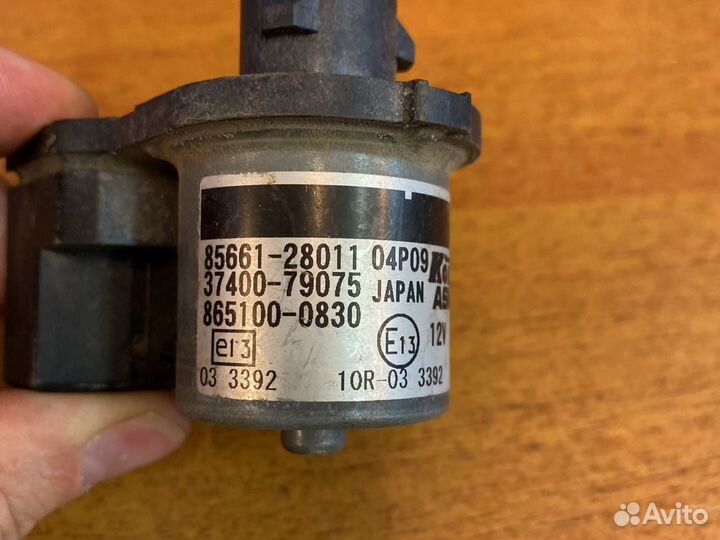 85661-28011 04P09
37400-79075 JAPAN
865100-0830 12V
e13 E13
03 3392 10R-03 3392
Avito